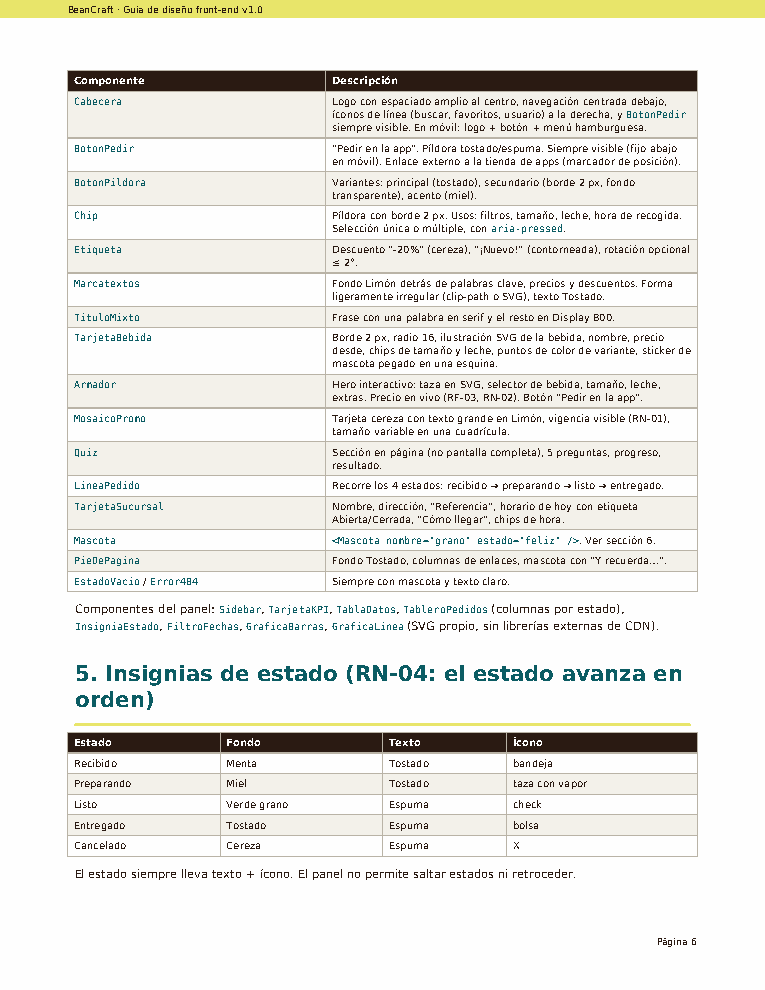 BeanCraft · Guía de diseño front-end v1.0
Componente Descripción
Cabecera Logo con espaciado amplio al centro, navegación centrada debajo,
íconos de línea (buscar, favoritos, usuario) a la derecha, y BotonPedir
siempre visible. En móvil: logo + botón + menú hamburguesa.
BotonPedir "Pedir en la app". Píldora tostado/espuma. Siempre visible (fijo abajo
en móvil). Enlace externo a la tienda de apps (marcador de posición).
BotonPildora Variantes: principal (tostado), secundario (borde 2 px, fondo
transparente), acento (miel).
Chip Píldora con borde 2 px. Usos: filtros, tamaño, leche, hora de recogida.
Selección única o múltiple, con aria-pressed.
Etiqueta Descuento "-20%" (cereza), "¡Nuevo!" (contorneada), rotación opcional
≤ 2°.
Marcatextos Fondo Limón detrás de palabras clave, precios y descuentos. Forma
ligeramente irregular (clip-path o SVG), texto Tostado.
TituloMixto Frase con una palabra en serif y el resto en Display 800.
TarjetaBebida Borde 2 px, radio 16, ilustración SVG de la bebida, nombre, precio
desde, chips de tamaño y leche, puntos de color de variante, sticker de
mascota pegado en una esquina.
Armador Hero interactivo: taza en SVG, selector de bebida, tamaño, leche,
extras. Precio en vivo (RF-03, RN-02). Botón "Pedir en la app".
MosaicoPromo Tarjeta cereza con texto grande en Limón, vigencia visible (RN-01),
tamaño variable en una cuadrícula.
Quiz Sección en página (no pantalla completa), 5 preguntas, progreso,
resultado.
LineaPedido Recorre los 4 estados: recibido → preparando → listo → entregado.
TarjetaSucursal Nombre, dirección, "Referencia", horario de hoy con etiqueta
Abierta/Cerrada, "Cómo llegar", chips de hora.
Mascota <Mascota nombre="grano" estado="feliz" />. Ver sección 6.
PieDePagina Fondo Tostado, columnas de enlaces, mascota con "Y recuerda...".
EstadoVacio / Error404 Siempre con mascota y texto claro.
Componentes del panel: Sidebar, TarjetaKPI, TablaDatos, TableroPedidos (columnas por estado),
InsigniaEstado, FiltroFechas, GraficaBarras, GraficaLinea (SVG propio, sin librerías externas de CDN).
5. Insignias de estado (RN-04: el estado avanza en
orden)
Estado Fondo Texto Ícono
Recibido Menta Tostado bandeja
Preparando Miel Tostado taza con vapor
Listo Verde grano Espuma check
Entregado Tostado Espuma bolsa
Cancelado Cereza Espuma X
El estado siempre lleva texto + ícono. El panel no permite saltar estados ni retroceder.
Página 6